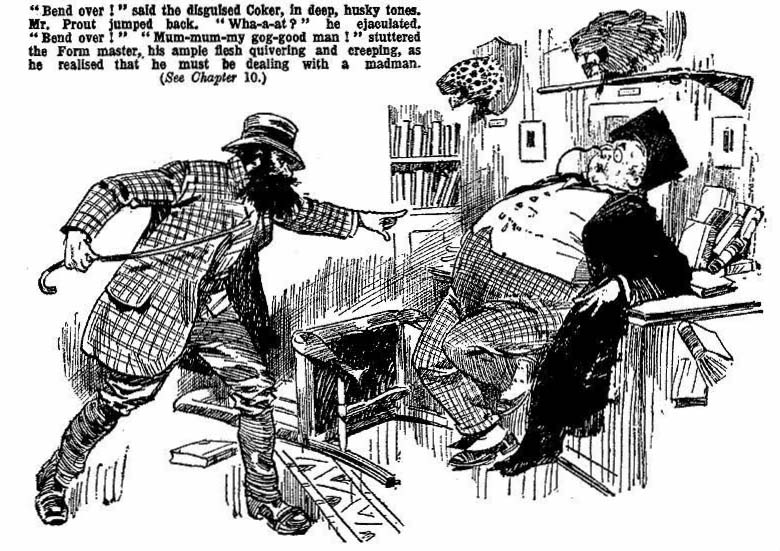 "Bend over!" said the disguised Coker, in deep, husky tones.
Mr. Prout jumped back. "Wha-a-at?" he ejaculated.
"Bend over!" "Mum-mum-my gog-good man!" stuttered
the Form master, his ample flesh quivering and creeping, as
he realised that he must be dealing with a madman.
(See Chapter 10.)